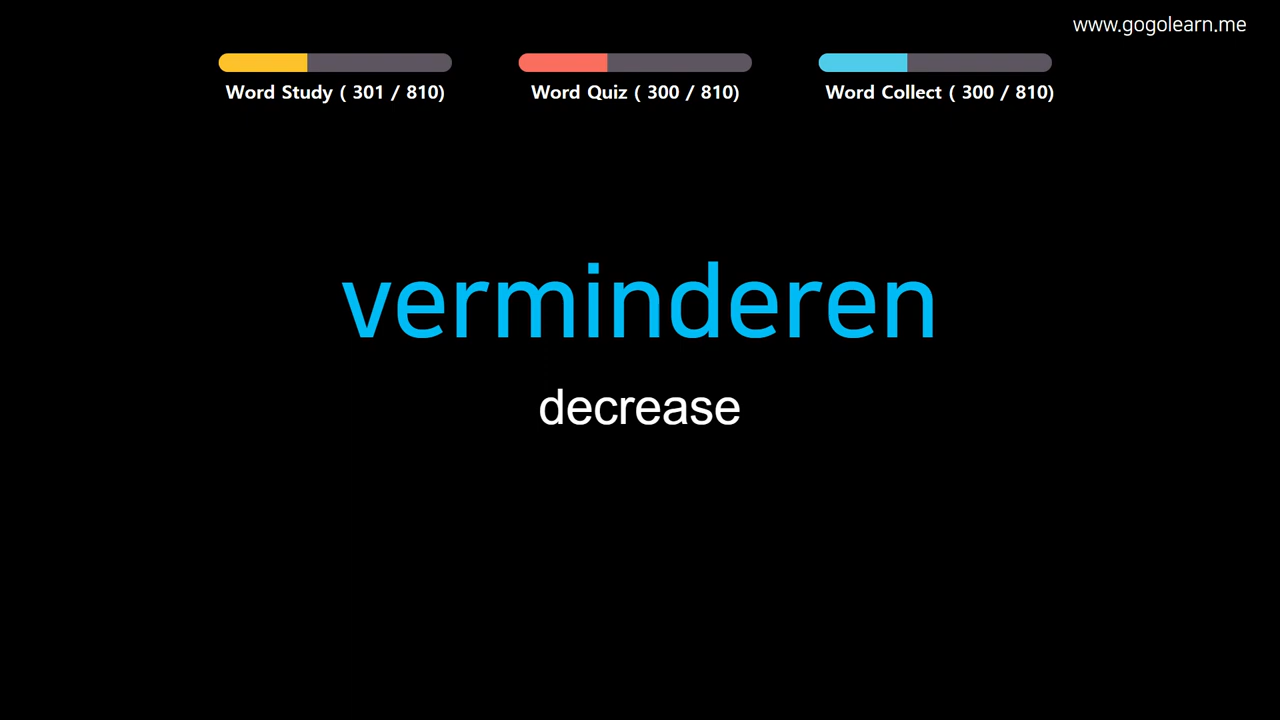 www.gogolearn.me
Word Study ( 301 / 810)
Word Quiz ( 300 / 810)
Word Collect ( 300 / 810)
verminderen
decrease